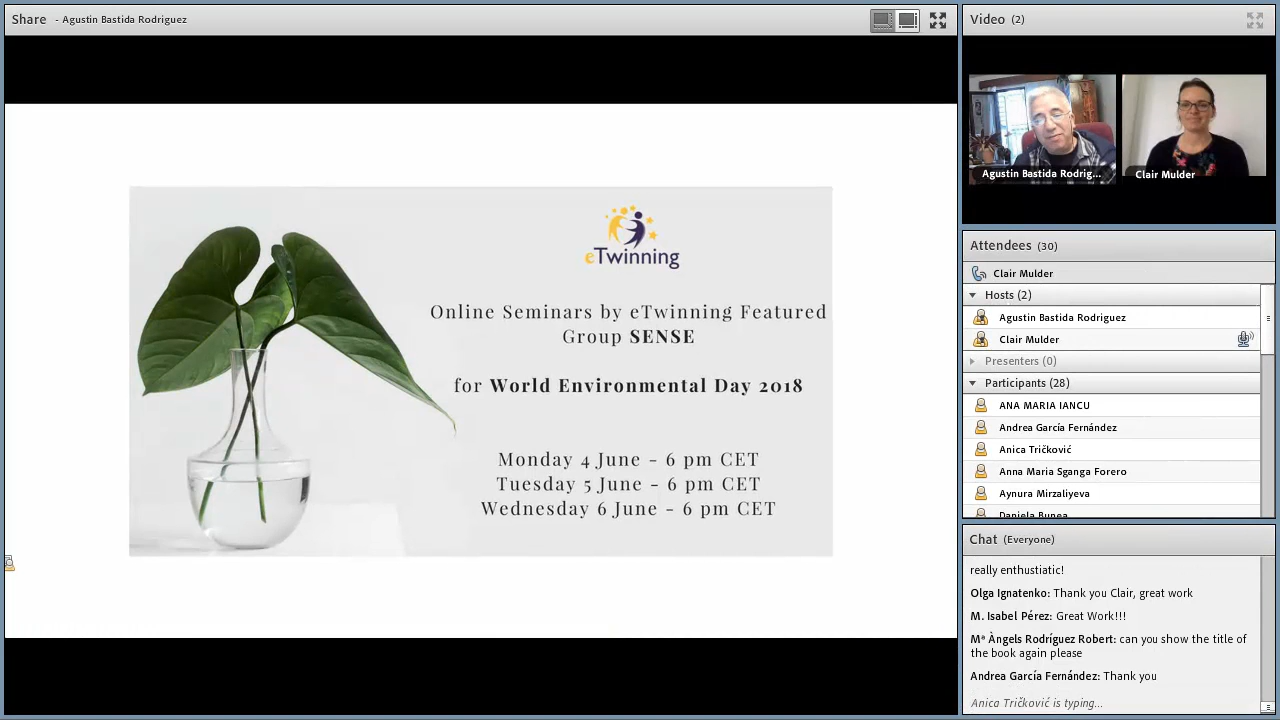 Share - Agustin Bastida Rodriguez
eTwinning
Online Seminars by eTwinning Featured
Group SENSE
for World Environmental Day 2018
Monday 4 June - 6 pm CET
Tuesday 5 June - 6 pm CET
Wednesday 6 June - 6 pm CET
Video (2)
Agustin Bastida Rodrig...
Clair Mulder
Attendees (30)
Clair Mulder
Hosts (2)
Agustin Bastida Rodriguez
Clair Mulder
Presenters (0)
Participants (28)
ANA MARIA IANCU
Andrea García Fernández
Anica Tričković
Anna Maria Sganga Forero
Aynura Mirzaliyeva
Daniela Bunea
Chat (Everyone)
really enthustiatic!
Olga Ignatenko: Thank you Clair, great work
M. Isabel Pérez: Great Work!!!
Mª Àngels Rodríguez Robert: can you show the title of
the book again please
Andrea García Fernández: Thank you
Anica Tričković is typing...